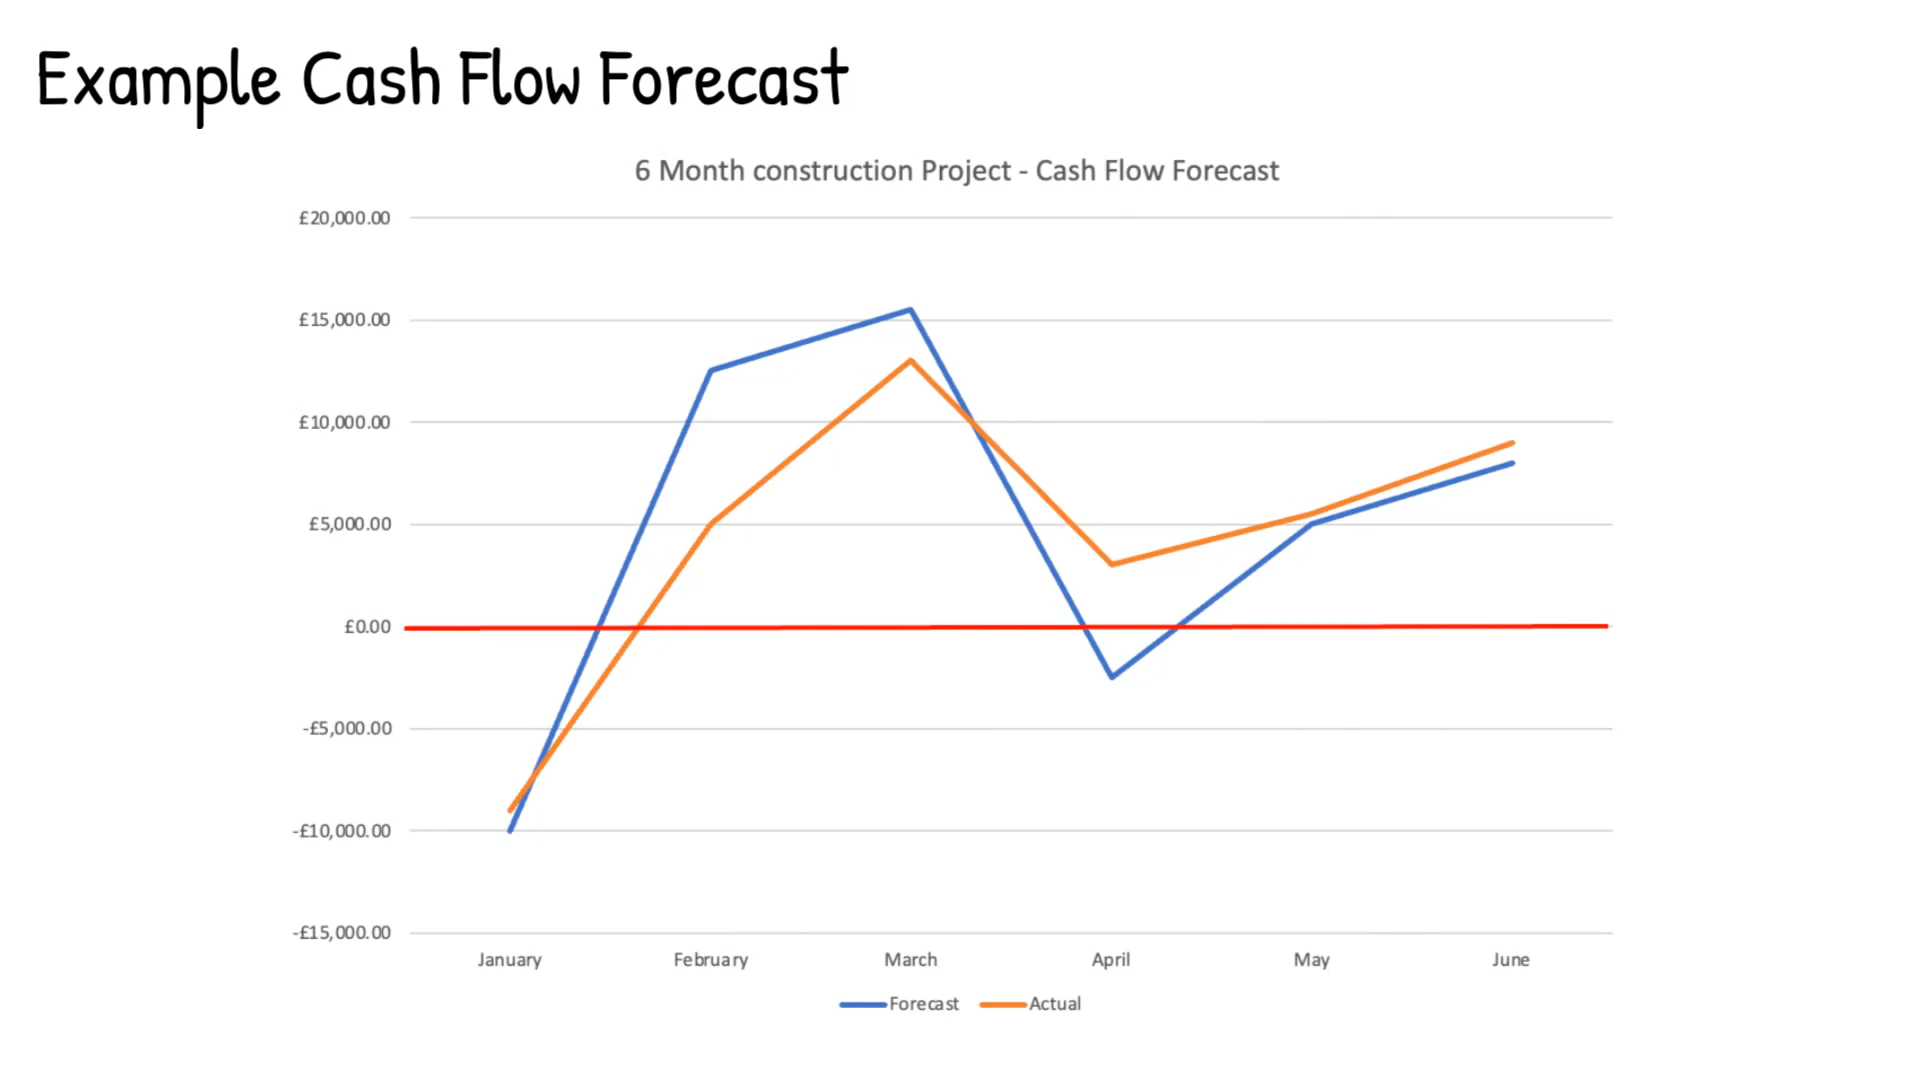 Example Cash Flow Forecast
6 Month construction Project - Cash Flow Forecast
£20,000.00
£15,000.00
£10,000.00
£5,000.00
£0.00
-£5,000.00
-£10,000.00
-£15,000.00
January February March April May June
Forecast Actual